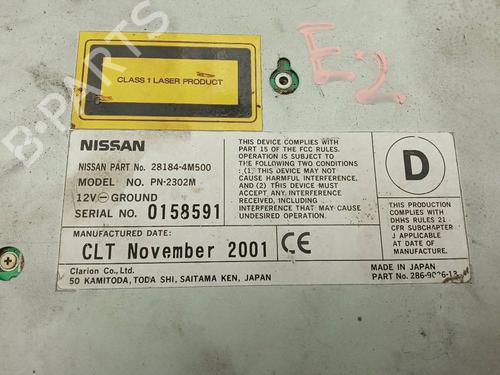 CLASS 1 LASER PRODUCT
E2
B-PARTS
NISSAN
NISSAN PART No. 28184-4M500
MODEL NO. PN-2302M
12V⊖GROUND
SERIAL NO. 0158591
THIS DEVICE COMPLIES WITH
PART 15 OF THE FCC RULES.
OPERATION IS SUBJECT TO
THE FOLLOWING TWO CONDITIONS
: (1) THIS DEVICE MAY NOT
CAUSE HARMFUL INTERFERENCE,
AND (2) THIS DEVICE MUST
ACCEPT ANY INTERFERENCE
RECEIVED, INCLUDING
INTERFERENCE THAT MAY
CAUSE UNDESIRED OPERATION.
D
THIS PRODUCTION
COMPLIES WITH
DHHS RULES 21
CFR SUBCHAPTER
J APPLICABLE
AT DATE OF
MANUFACTURE.
MANUFACTURED DATE:
CLT November 2001 CE
Clarion Co., Ltd.
50 KAMITODA, TODA SHI, SAITAMA KEN, JAPAN
MADE IN JAPAN
PART No.